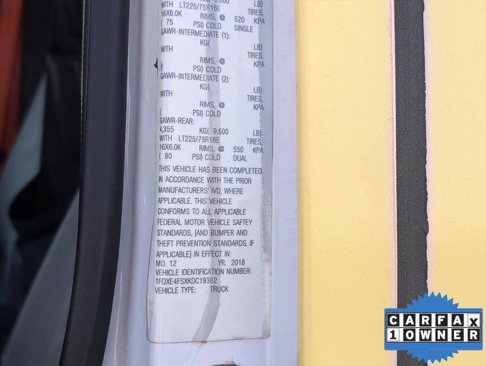 WITH LT225/75R16E TIRES,
16X6.0K RIMS, @ 520 KPA
( 75 PSI) COLD SINGLE
GAWR-INTERMEDIATE (1):
KG( LB)
WITH TIRES,
RIMS, @ KPA
PSI) COLD
GAWR-INTERMEDIATE (2):
KG( LB)
WITH TIRES,
RIMS, @ KPA
( PSI) COLD
GAWR-REAR:
4,355 KG( 9,600 LB)
WITH LT225/75R16E TIRES,
16X6.0K RIMS, @ 550 KPA
( 80 PSI) COLD DUAL
THIS VEHICLE HAS BEEN COMPLETED
IN ACCORDANCE WITH THE PRIOR
MANUFACTURERS' IVD, WHERE
APPLICABLE. THIS VEHICLE
CONFORMS TO ALL APPLICABLE
FEDERAL MOTOR VEHICLE SAFTEY
STANDARDS, [AND BUMPER AND
THEFT PREVENTION STANDARDS, IF
APPLICABLE] IN EFFECT IN:
MO. 12 YR. 2018
VEHICLE IDENTIFICATION NUMBER:
1FDXE4FSXKDC19362
VEHICLE TYPE: TRUCK
CARFAX
1 OWNER